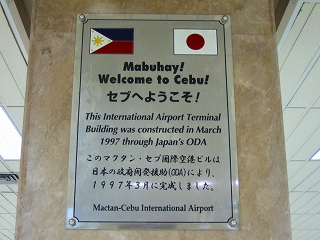 Mabuhay!
Welcome to Cebu!
セブへようこそ!
This International Airport Terminal
Building was constructed in March
1997 through Japan's ODA
このマクタン・セブ国際空港ビルは
日本の政府開発援助(ODA)により、
1997年3月に完成しました。
Mactan-Cebu International Airport